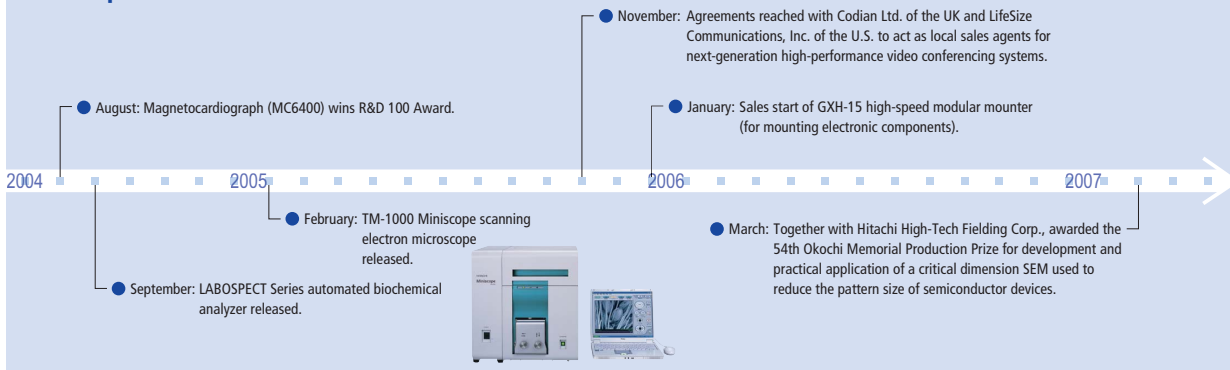 November: Agreements reached with Codian Ltd. of the UK and LifeSize
Communications, Inc. of the U.S. to act as local sales agents for
next-generation high-performance video conferencing systems.
August: Magnetocardiograph (MC6400) wins R&D 100 Award.
January: Sales start of GXH-15 high-speed modular mounter
(for mounting electronic components).
2004
2005
2006
2007
February: TM-1000 Miniscope scanning
electron microscope
released.
March: Together with Hitachi High-Tech Fielding Corp., awarded the
54th Okochi Memorial Production Prize for development and
practical application of a critical dimension SEM used to
reduce the pattern size of semiconductor devices.
September: LABOSPECT Series automated biochemical
analyzer released.
Miniscope